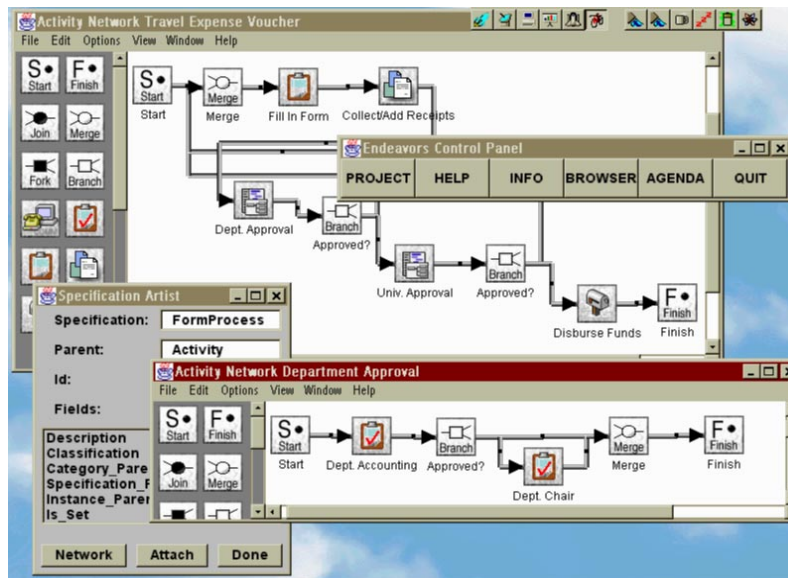 Activity Network Travel Expense Voucher
File Edit Options View Window Help
S• F•
Start Finish
Join Merge
Fork Branch
S•
Start
Start
Merge
Merge
Fill In Form
Collect/Add Receipts
Endeavors Control Panel
PROJECT HELP INFO BROWSER AGENDA QUIT
Dept. Approval
Branch
Approved?
Univ. Approval
Branch
Approved?
Disburse Funds
F•
Finish
Finish
Specification Artist
Specification: FormProcess
Parent: Activity
Id:
Fields:
Description
Classification
Category_Pare
Specification_
Instance_Paren
Is_Set
Network Attach Done
Activity Network Department Approval
File Edit Options View Window Help
S• F•
Start Finish
Join Merge
S•
Start
Start
Dept. Accounting
Branch
Approved?
Dept. Chair
Merge
Merge
F•
Finish
Finish